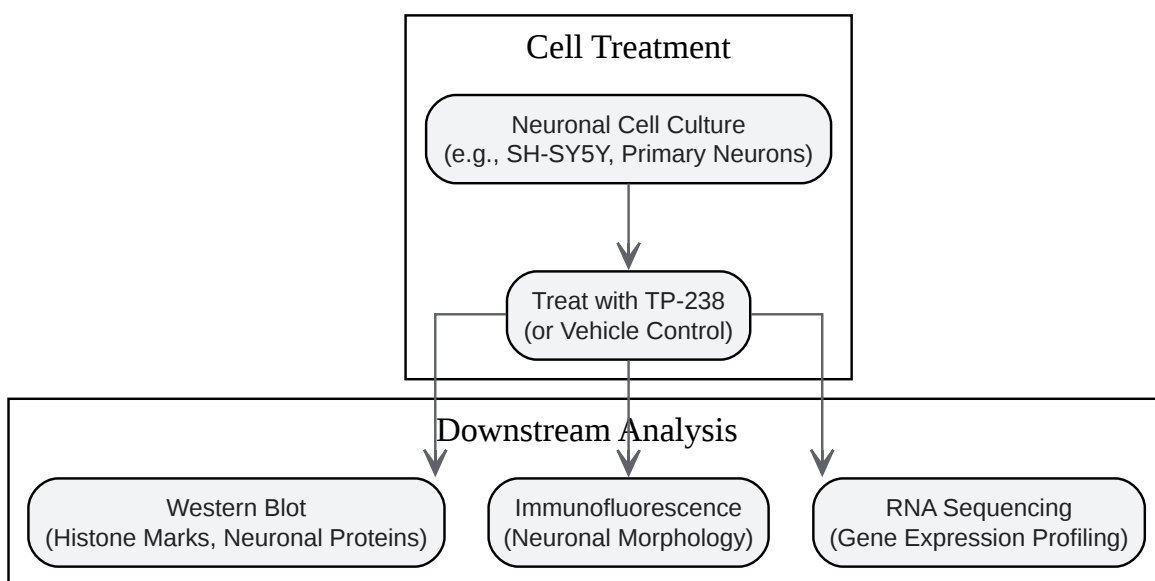 Cell Treatment
Neuronal Cell Culture
(e.g., SH-SY5Y, Primary Neurons)
Treat with TP-238
(or Vehicle Control)
Downstream Analysis
Western Blot
(Histone Marks, Neuronal Proteins)
Immunofluorescence
(Neuronal Morphology)
RNA Sequencing
(Gene Expression Profiling)